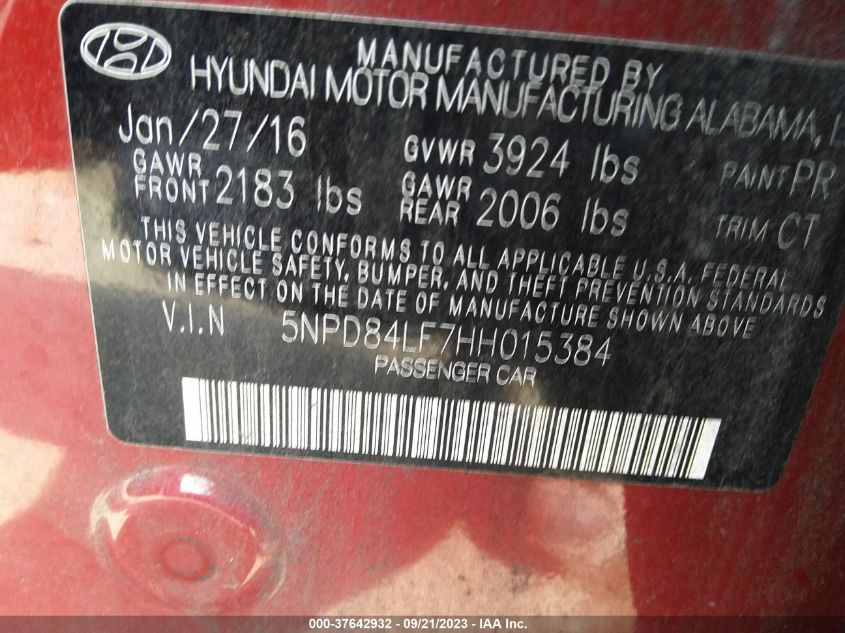 MANUFACTURED BY
HYUNDAI MOTOR MANUFACTURING ALABAMA,
Jan/27/16 GVWR 3924 lbs PAINT PR
GAWR FRONT 2183 lbs GAWR REAR 2006 lbs TRIM CT
THIS VEHICLE CONFORMS TO ALL APPLICABLE U.S.A. FEDERAL
MOTOR VEHICLE SAFETY, BUMPER, AND THEFT PREVENTION STANDARDS
IN EFFECT ON THE DATE OF MANUFACTURE SHOWN ABOVE.
V.I.N 5NPD84LF7HH015384
PASSENGER CAR
000-37642932 - 09/21/2023 - IAA Inc.